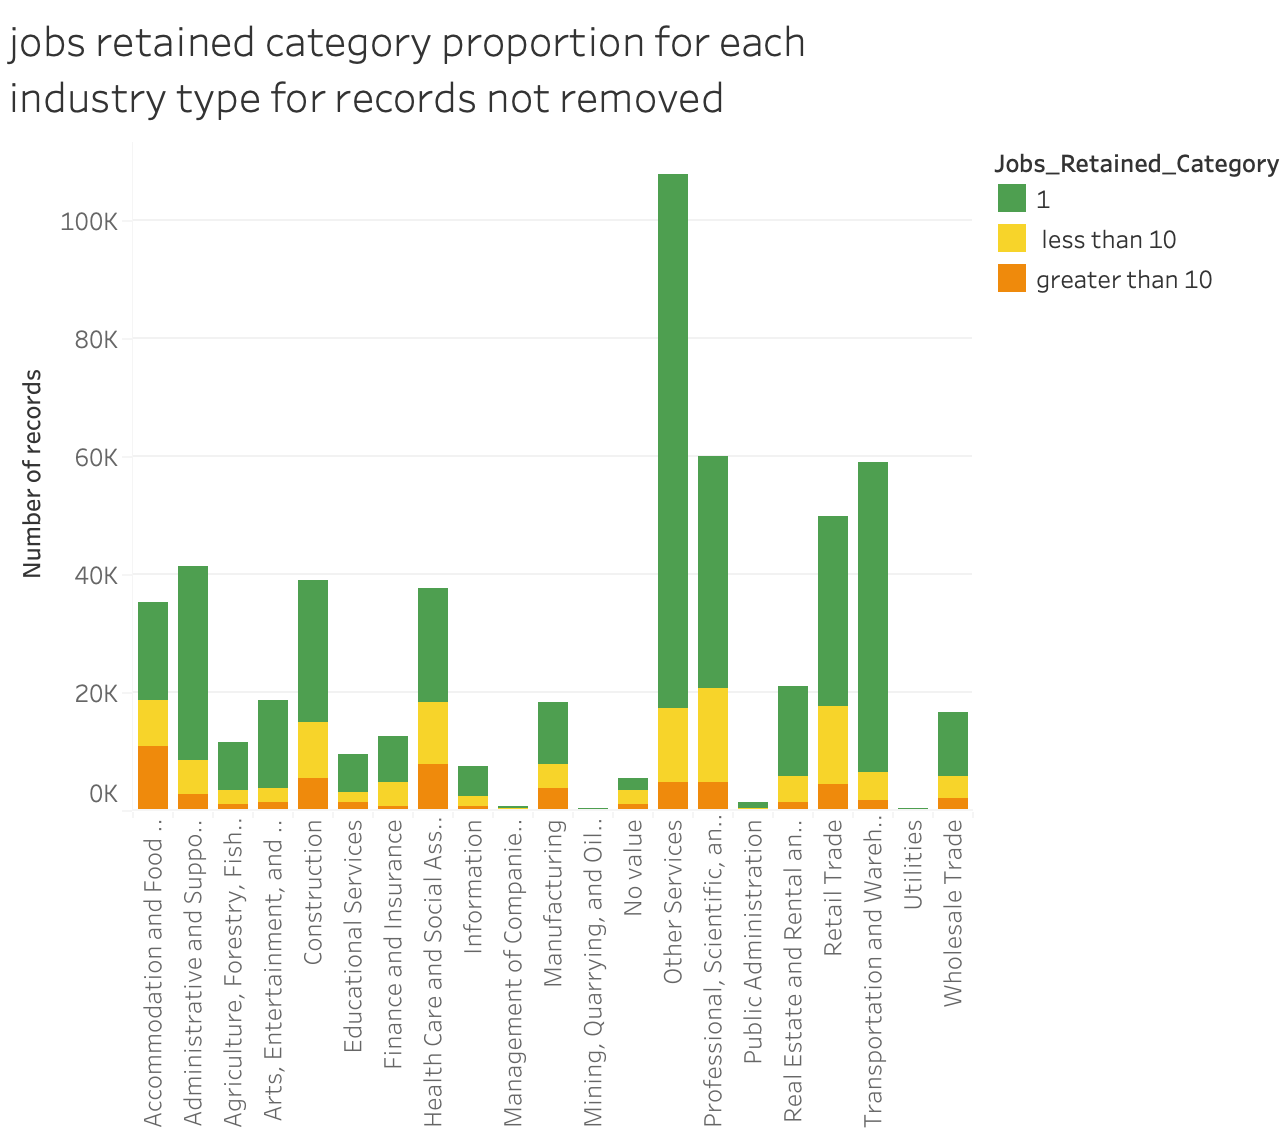 jobs retained category proportion for each
industry type for records not removed
Jobs_Retained_Category
1
less than 10
greater than 10
Number of records
100K
80K
60K
40K
20K
0K
Accommodation and Food ..
Administrative and Suppo..
Agriculture, Forestry, Fish..
Arts, Entertainment, and ..
Construction
Educational Services
Finance and Insurance
Health Care and Social Ass..
Information
Management of Companie..
Manufacturing
Mining, Quarrying, and Oil..
No value
Other Services
Professional, Scientific, an..
Public Administration
Real Estate and Rental an..
Retail Trade
Transportation and Wareh..
Utilities
Wholesale Trade